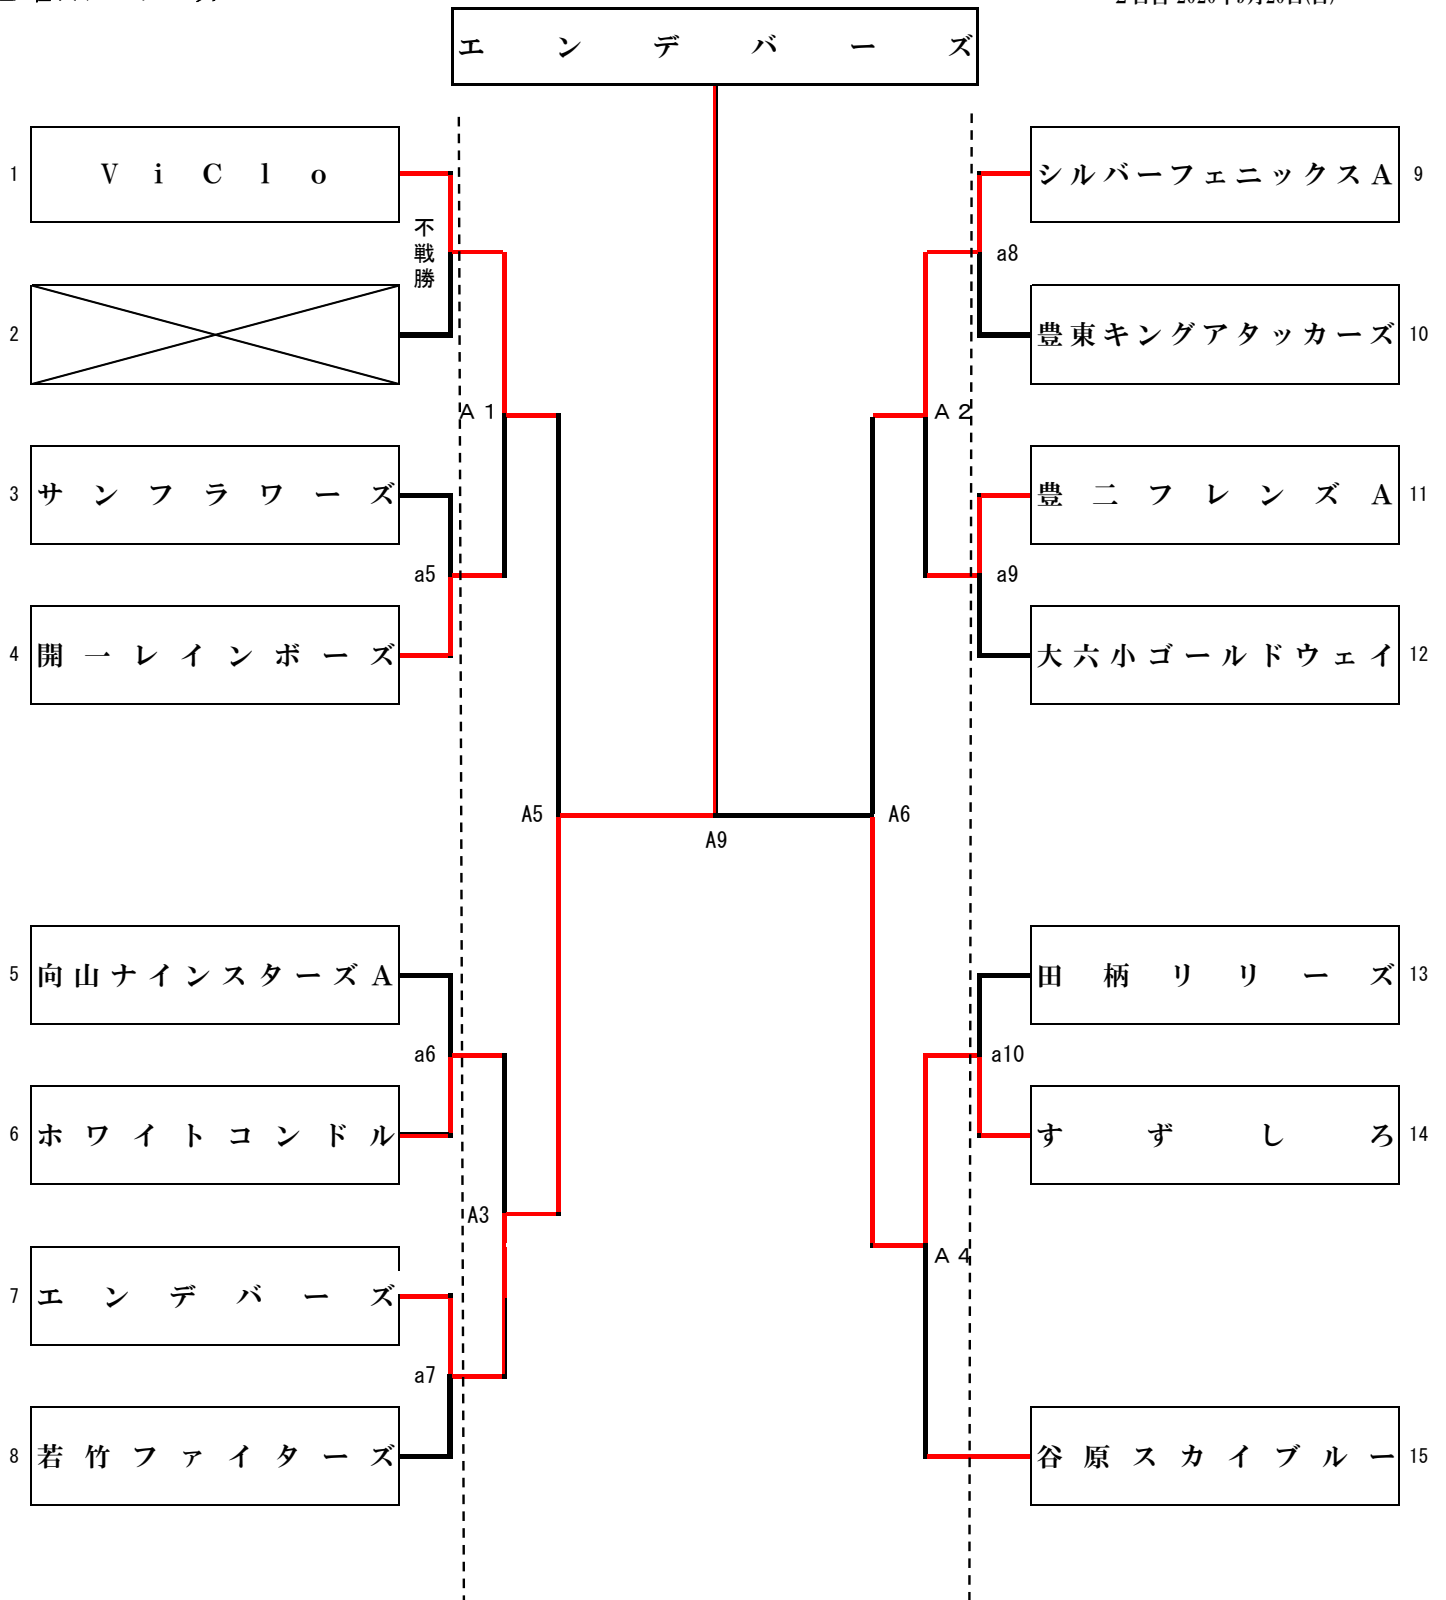 エンデバーズ
1 ViClo
不戦勝
2
3 サンフラワーズ
a5
4 開一レインボーズ
A1
5 向山ナインスターズA
a6
6 ホワイトコンドル
A3
7 エンデバーズ
a7
8 若竹ファイターズ
A5
A9
A6
シルバーフェニックスA 9
a8
豊東キングアタッカーズ 10
A2
豊二フレンズA 11
a9
大六小ゴールドウェイ 12
田柄リリーズ 13
a10
すずしろ 14
A4
谷原スカイブルー 15